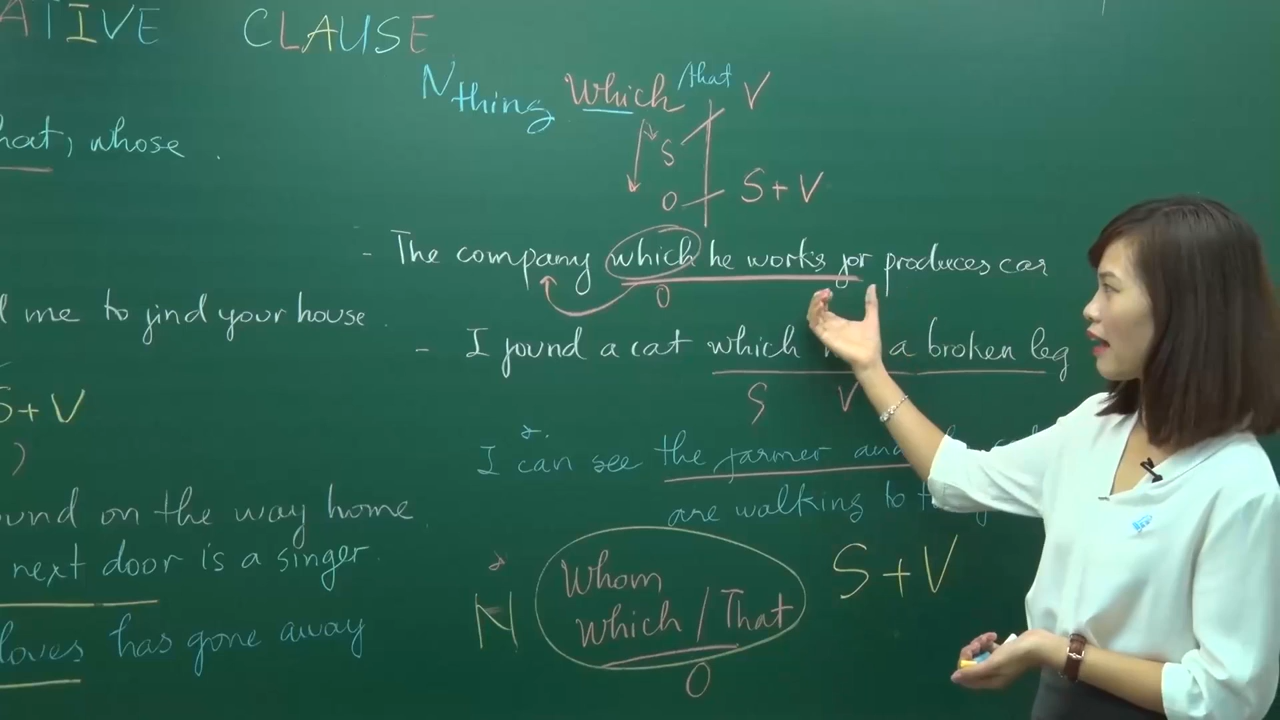 ATIVE CLAUSE
hat, whose .
d me to find your house .
S+V
)
ound on the way home .
next door is a singer.
loves has gone away
N thing Which /that V
S
O S+V
- The company which he works for produces car
O
- I found a cat which a broken leg
S V
2.
I can see the farmer and
are walking to
N Whom
which / That S+V
O